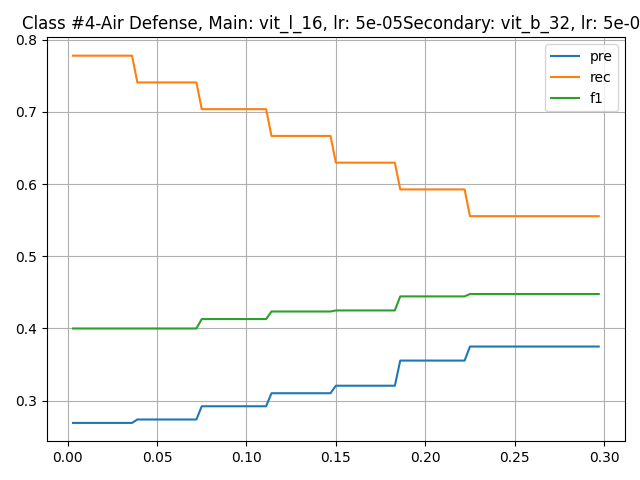 Class #4-Air Defense, Main: vit_l_16, lr: 5e-05Secondary: vit_b_32, lr: 5e-0
0.8
0.7
0.6
0.5
0.4
0.3
pre
rec
f1
0.00 0.05 0.10 0.15 0.20 0.25 0.30